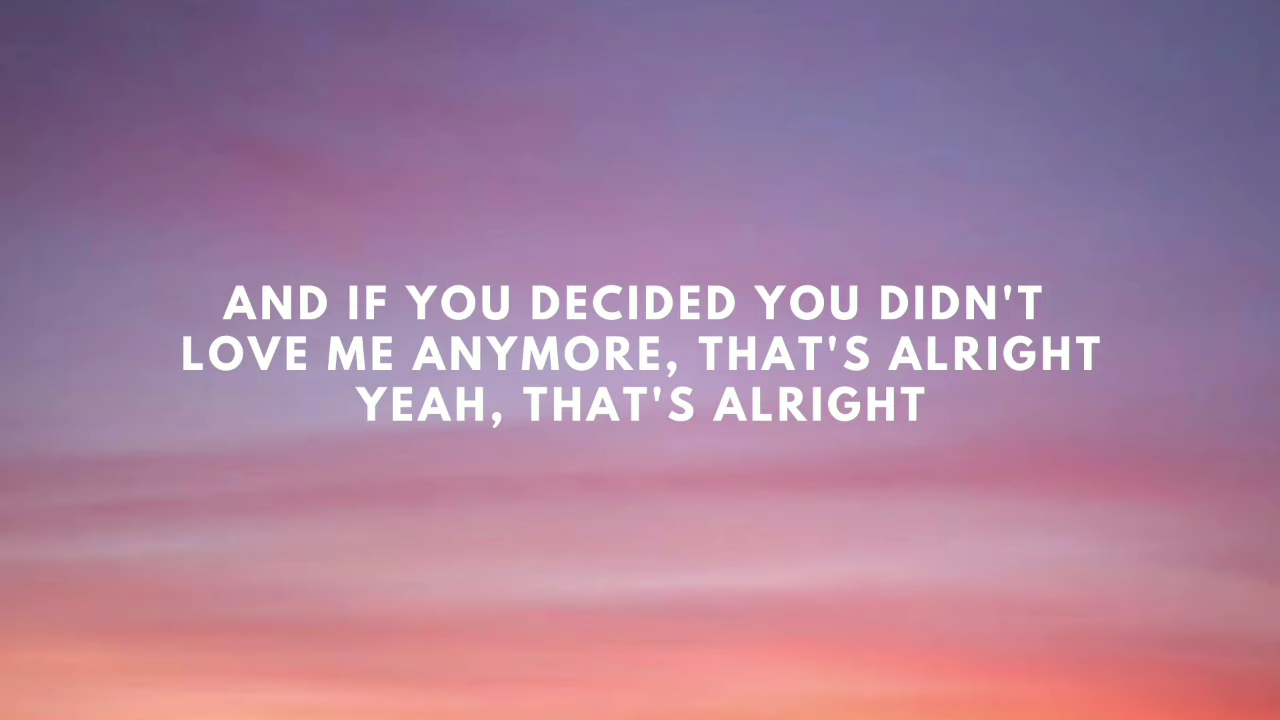 AND IF YOU DECIDED YOU DIDN'T
LOVE ME ANYMORE, THAT'S ALRIGHT
YEAH, THAT'S ALRIGHT